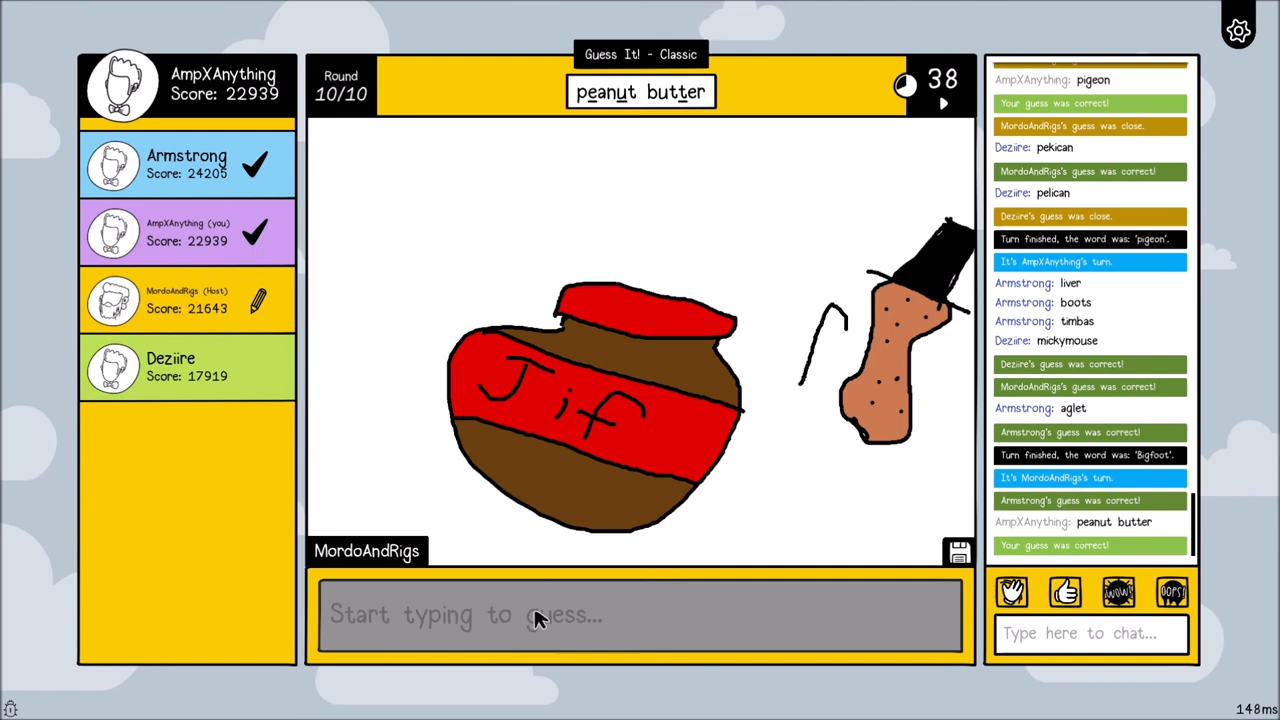 Guess It! - Classic
AmpXAnything
Score: 22939
Round
10/10
peanut butter
38
Armstrong
Score: 24205
AmpXAnything (you)
Score: 22939
MordoAndRigs (Host)
Score: 21643
Deziire
Score: 17919
Jif
MordoAndRigs
Start typing to guess...
AmpXAnything: pigeon
Your guess was correct!
MordoAndRigs's guess was close.
Deziire: pekican
MordoAndRigs's guess was correct!
Deziire: pelican
Deziire's guess was close.
Turn finished, the word was: 'pigeon'.
It's AmpXAnything's turn.
Armstrong: liver
Armstrong: boots
Armstrong: timbas
Deziire: mickymouse
Deziire's guess was correct!
MordoAndRigs's guess was correct!
Armstrong: aglet
Armstrong's guess was correct!
Turn finished, the word was: 'Bigfoot'.
It's MordoAndRigs's turn.
Armstrong's guess was correct!
AmpXAnything: peanut butter
Your guess was correct!
WOW!
OOPS!
Type here to chat...
148ms